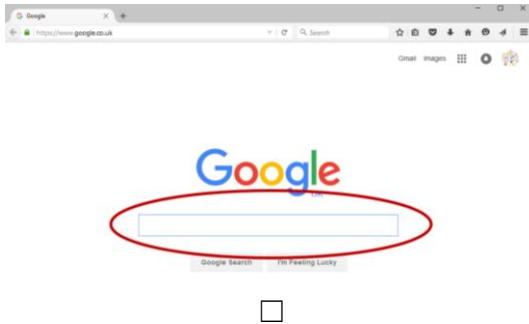 Google
https://www.google.co.uk
Search
Gmail Images
Google
UK
Google Search I'm Feeling Lucky